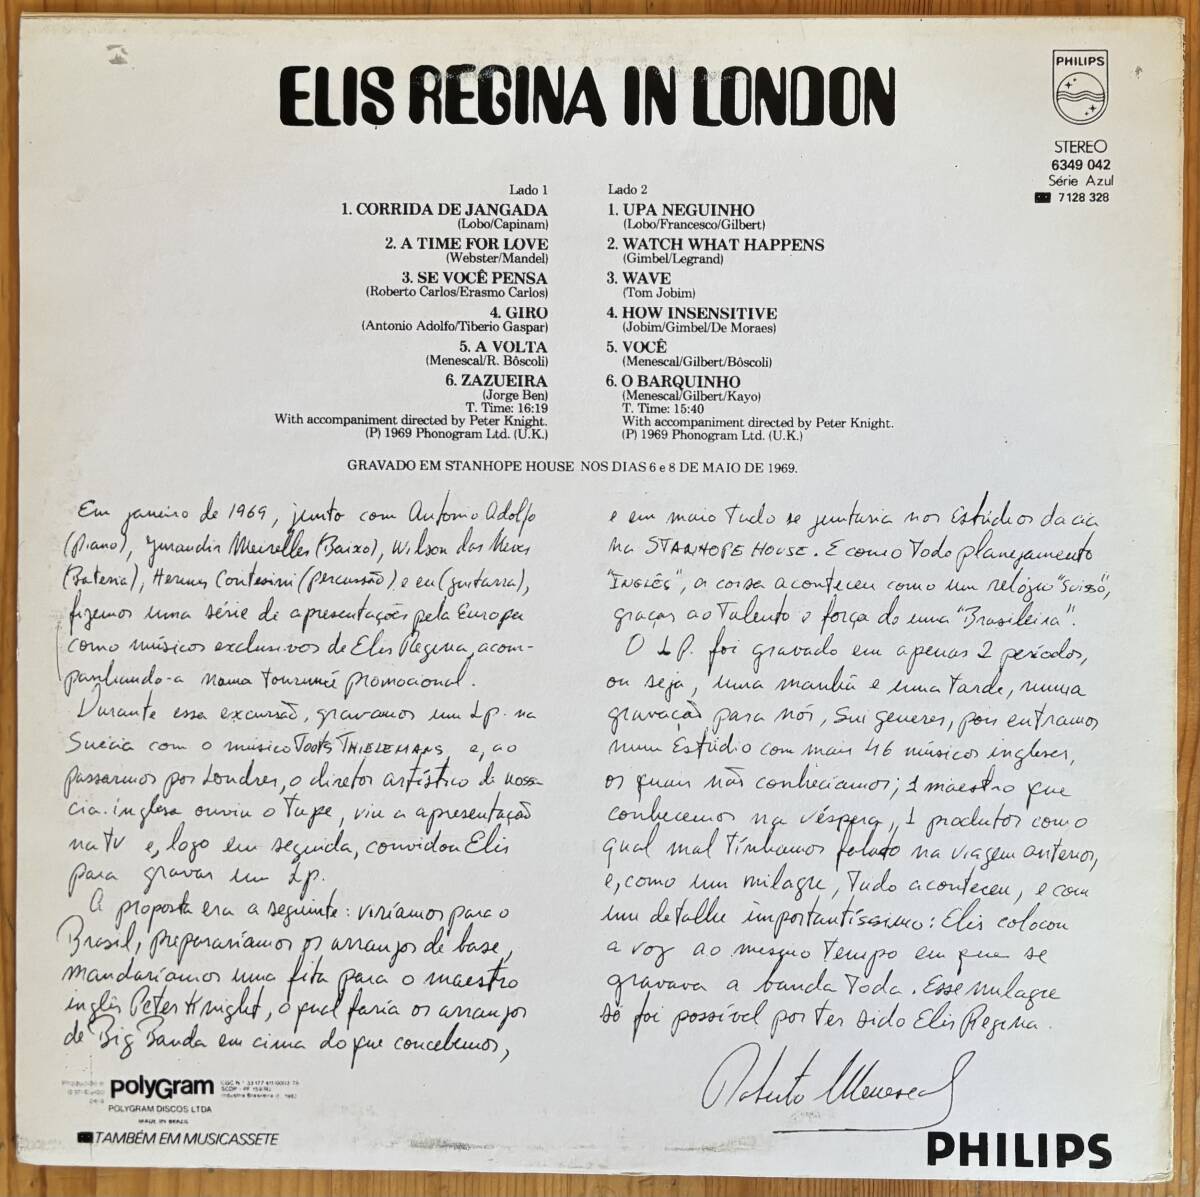 ELIS REGINA IN LONDON
PHILIPS
STEREO
6349 042
Série Azul
7128 328
Lado 1
1. CORRIDA DE JANGADA
(Lobo/Capinam)
2. A TIME FOR LOVE
(Webster/Mandel)
3. SE VOCÊ PENSA
(Roberto Carlos/Erasmo Carlos)
4. GIRO
(Antonio Adolfo/Tiberio Gaspar)
5. A VOLTA
(Menescal/R. Bôscoli)
6. ZAZUEIRA
(Jorge Ben)
T. Time: 16:19
With accompaniment directed by Peter Knight.
(P) 1969 Phonogram Ltd. (U.K.)
Lado 2
1. UPA NEGUINHO
(Lobo/Francesco/Gilbert)
2. WATCH WHAT HAPPENS
(Gimbel/Legrand)
3. WAVE
(Tom Jobim)
4. HOW INSENSITIVE
(Jobim/Gimbel/De Moraes)
5. VOCÊ
(Menescal/Gilbert/Bôscoli)
6. O BARQUINHO
(Menescal/Gilbert/Kayo)
T. Time: 15:40
With accompaniment directed by Peter Knight.
(P) 1969 Phonogram Ltd. (U.K.)
GRAVADO EM STANHOPE HOUSE NOS DIAS 6 e 8 DE MAIO DE 1969.
Em janeiro de 1969, junto com Antonio Adolfo
(piano), Jurandir Meirelles (Baixo), Wilson das Neves
(Bateria), Hermes Contesini (percussão) e eu (guitarra),
fizemos uma série de apresentações pela Europa
como músicos exclusivos de Elis Regina, acom-
panhando-a numa tournée promocional.
Durante essa excursão, gravamos um Lp. na
Suécia com o músico TOOTS THIELEMANS, e, ao
passarmos por Londres, o diretor artístico de nossa
cia. inglesa ouviu o tape, viu a apresentação
na TV e, logo em seguida, convidou Elis
para gravar um Lp.
A proposta era a seguinte: viríamos para o
Brasil, prepararíamos os arranjos de base,
mandaríamos uma fita para o maestro
inglês Peter Knight, o qual faria os arranjos
de Big Banda em cima do que concebemos,
e em maio tudo se juntaria nos Estúdios da cia
na STANHOPE HOUSE. E como todo planejamento
"INGLÊS", a coisa aconteceu como um relógio "suisso",
graças ao talento e força de uma "Brasileira".
O LP. foi gravado em apenas 2 períodos,
ou seja, uma manhã e uma tarde, numa
gravação para nós, sui generes, pois entramos
num Estúdio com mais 46 músicos ingleses,
os quais não conhecíamos; 1 maestro que
conhecemos na véspera, 1 produtor com o
qual mal tínhamos falado na viagem anterior,
e, como um milagre, tudo aconteceu, e com
um detalhe importantíssimo: Elis colocou
a voz ao mesmo tempo em que se
gravava a banda toda. Esse milagre
só foi possível por ter sido Elis Regina.
Roberto Menescal
polyGram
POLYGRAM DISCOS LTDA
MADE IN BRAZIL
TAMBÉM EM MUSICASSETE
PHILIPS